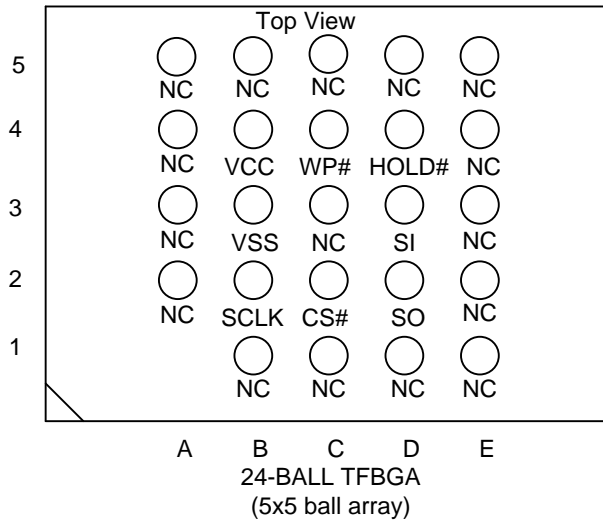 Top View
5
NC NC NC NC NC
4
NC VCC WP# HOLD# NC
3
NC VSS NC SI NC
2
NC SCLK CS# SO NC
1
NC NC NC NC
A B C D E
24-BALL TFBGA
(5x5 ball array)